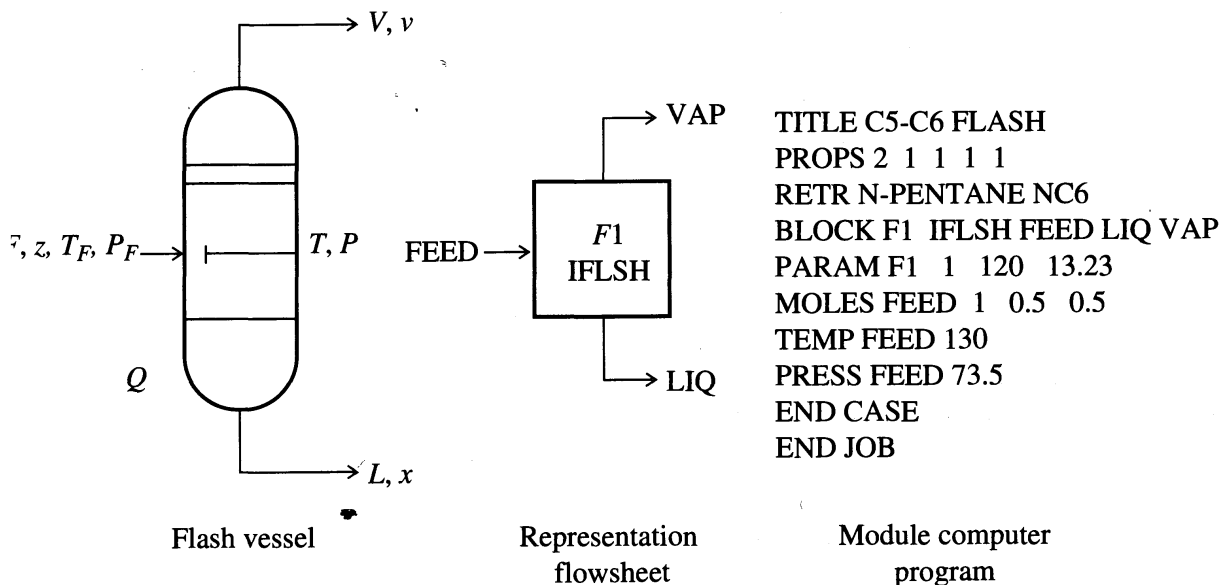 V, v
z, T_F, P_F
T, P
Q
L, x
Flash vessel
VAP
FEED
F1
IFLSH
LIQ
Representation
flowsheet
TITLE C5-C6 FLASH
PROPS 2 1 1 1 1
RETR N-PENTANE NC6
BLOCK F1 IFLSH FEED LIQ VAP
PARAM F1 1 120 13.23
MOLES FEED 1 0.5 0.5
TEMP FEED 130
PRESS FEED 73.5
END CASE
END JOB
Module computer
program